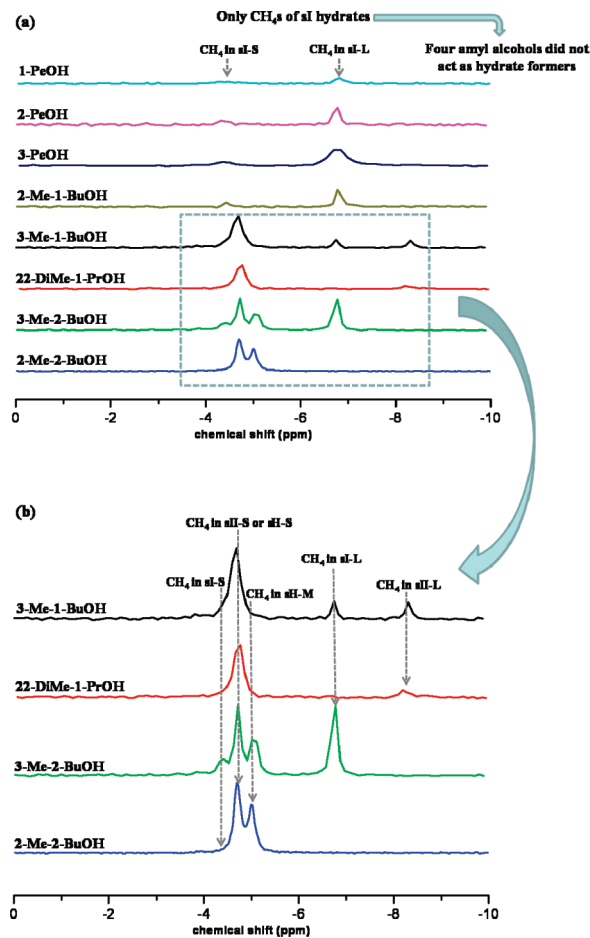 (a)
Only CH₄s of sI hydrates
Four amyl alcohols did not
act as hydrate formers
CH₄ in sI-S
CH₄ in sI-L
1-PeOH
2-PeOH
3-PeOH
2-Me-1-BuOH
3-Me-1-BuOH
22-DiMe-1-PrOH
3-Me-2-BuOH
2-Me-2-BuOH
0 -2 -4 -6 -8 -10
chemical shift (ppm)
(b)
CH₄ in sII-S or sH-S
CH₄ in sI-S
CH₄ in sH-M
CH₄ in sI-L
CH₄ in sII-L
3-Me-1-BuOH
22-DiMe-1-PrOH
3-Me-2-BuOH
2-Me-2-BuOH
0 -2 -4 -6 -8 -10
chemical shift (ppm)